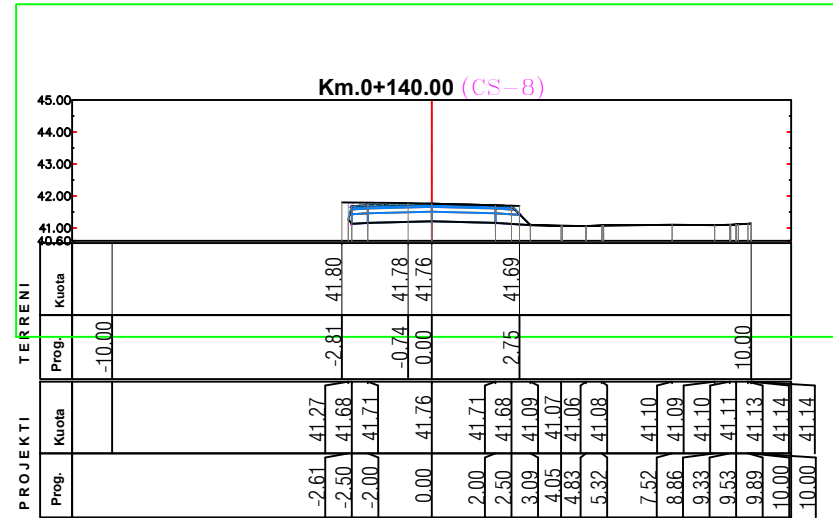 Km.0+140.00 (CS-8)
45.00
44.00
43.00
42.00
41.00
40.60
TERRENI
Kuota
41.80 41.78 41.76 41.69
Prog.
-10.00 -2.81 -0.74 0.00 2.75 10.00
PROJEKTI
Kuota
41.27 41.68 41.71 41.76 41.71 41.68 41.09 41.07 41.06 41.08 41.10 41.09 41.10 41.11 41.13 41.14 41.14
Prog.
-2.61 -2.50 -2.00 0.00 2.00 2.50 3.09 4.05 4.83 5.32 7.52 8.86 9.33 9.53 9.89 10.00 10.00